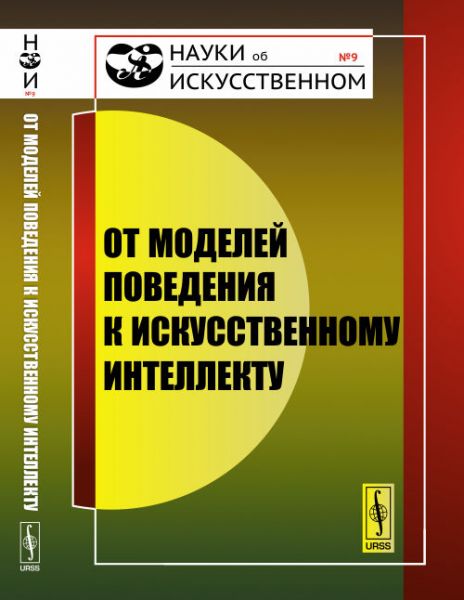 Н
И
№9
ОТ МОДЕЛЕЙ ПОВЕДЕНИЯ К ИСКУССТВЕННОМУ ИНТЕЛЛЕКТУ
URSS
НАУКИ об №9
ИСКУССТВЕННОМ
ОТ МОДЕЛЕЙ
ПОВЕДЕНИЯ
К ИСКУССТВЕННОМУ
ИНТЕЛЛЕКТУ
URSS